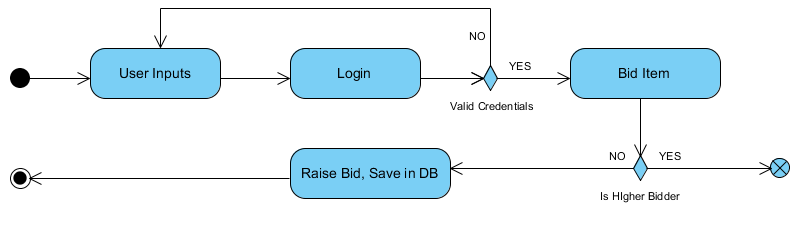 NO
User Inputs
Login
YES
Bid Item
Valid Credentials
NO
YES
Raise Bid, Save in DB
Is HIgher Bidder